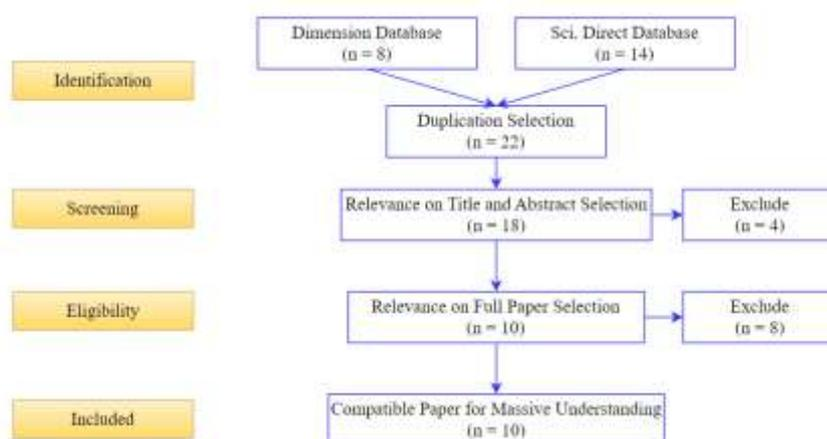 Dimension Database
(n = 8)
Sci. Direct Database
(n = 14)
Identification
Duplication Selection
(n = 22)
Screening
Relevance on Title and Abstract Selection
(n = 18)
Exclude
(n = 4)
Eligibility
Relevance on Full Paper Selection
(n = 10)
Exclude
(n = 8)
Included
Compatible Paper for Massive Understanding
(n = 10)